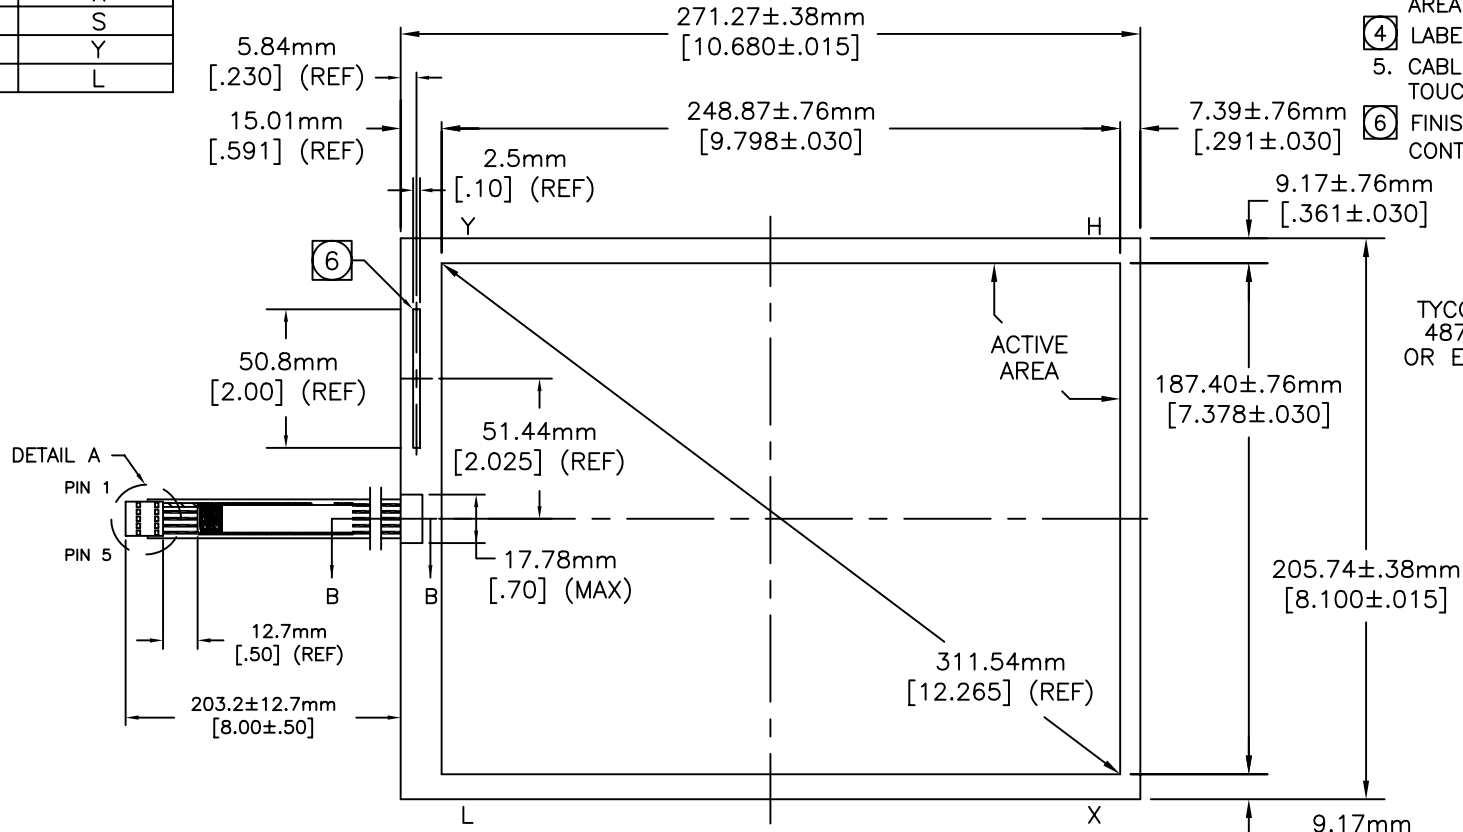 S
Y
L
271.27±.38mm
[10.680±.015]
5.84mm
[.230] (REF)
15.01mm
[.591] (REF)
248.87±.76mm
[9.798±.030]
7.39±.76mm
[.291±.030]
2.5mm
[.10] (REF)
9.17±.76mm
[.361±.030]
AREA
4 LABE
5. CABL
TOUC
6 FINIS
CONT
Y
H
6
TYCO
487
OR E
ACTIVE
AREA
50.8mm
[2.00] (REF)
187.40±.76mm
[7.378±.030]
51.44mm
[2.025] (REF)
DETAIL A
PIN 1
PIN 5
17.78mm
[.70] (MAX)
B
B
205.74±.38mm
[8.100±.015]
12.7mm
[.50] (REF)
311.54mm
[12.265] (REF)
203.2±12.7mm
[8.00±.50]
L
X
9.17mm